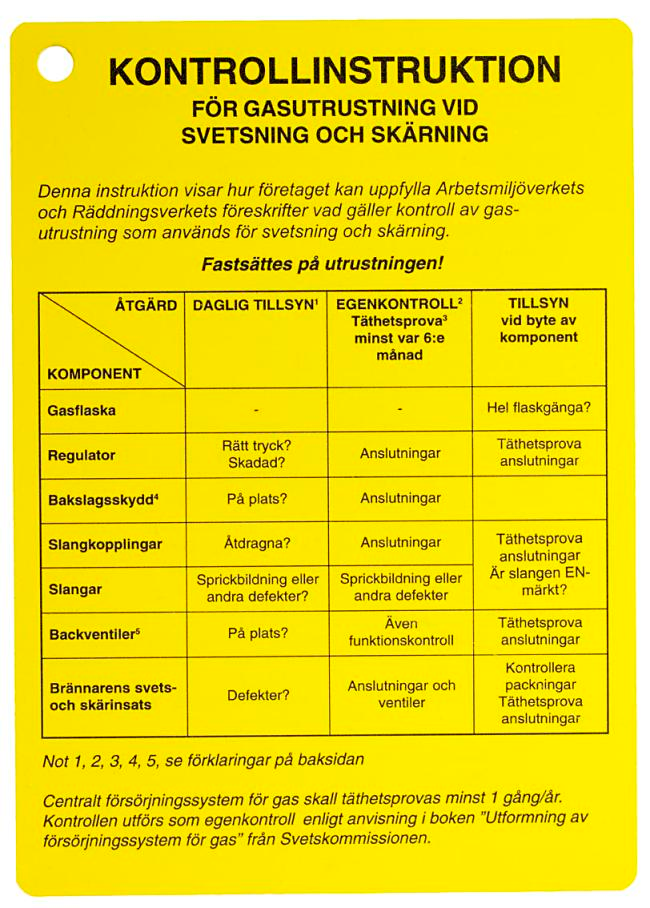 KONTROLLINSTRUKTION
FÖR GASUTRUSTNING VID
SVETSNING OCH SKÄRNING
Denna instruktion visar hur företaget kan uppfylla Arbetsmiljöverkets
och Räddningsverkets föreskrifter vad gäller kontroll av gas-
utrustning som används för svetsning och skärning.
Fastsättes på utrustningen!
ÅTGÄRD
KOMPONENT
DAGLIG TILLSYN¹
EGENKONTROLL²
Täthetsprova³
minst var 6:e
månad
TILLSYN
vid byte av
komponent
Gasflaska
-
-
Hel flaskgänga?
Regulator
Rätt tryck?
Skadad?
Anslutningar
Täthetsprova
anslutningar
Bakslagsskydd⁴
På plats?
Anslutningar
Slangkopplingar
Åtdragna?
Anslutningar
Täthetsprova
anslutningar
Är slangen EN-
märkt?
Slangar
Sprickbildning eller
andra defekter?
Sprickbildning eller
andra defekter
Backventiler⁵
På plats?
Även
funktionskontroll
Täthetsprova
anslutningar
Brännarens svets-
och skärinsats
Defekter?
Anslutningar och
ventiler
Kontrollera
packningar
Täthetsprova
anslutningar
Not 1, 2, 3, 4, 5, se förklaringar på baksidan
Centralt försörjningssystem för gas skall täthetsprovas minst 1 gång/år.
Kontrollen utförs som egenkontroll enligt anvisning i boken ”Utformning av
försörjningssystem för gas” från Svetskommissionen.